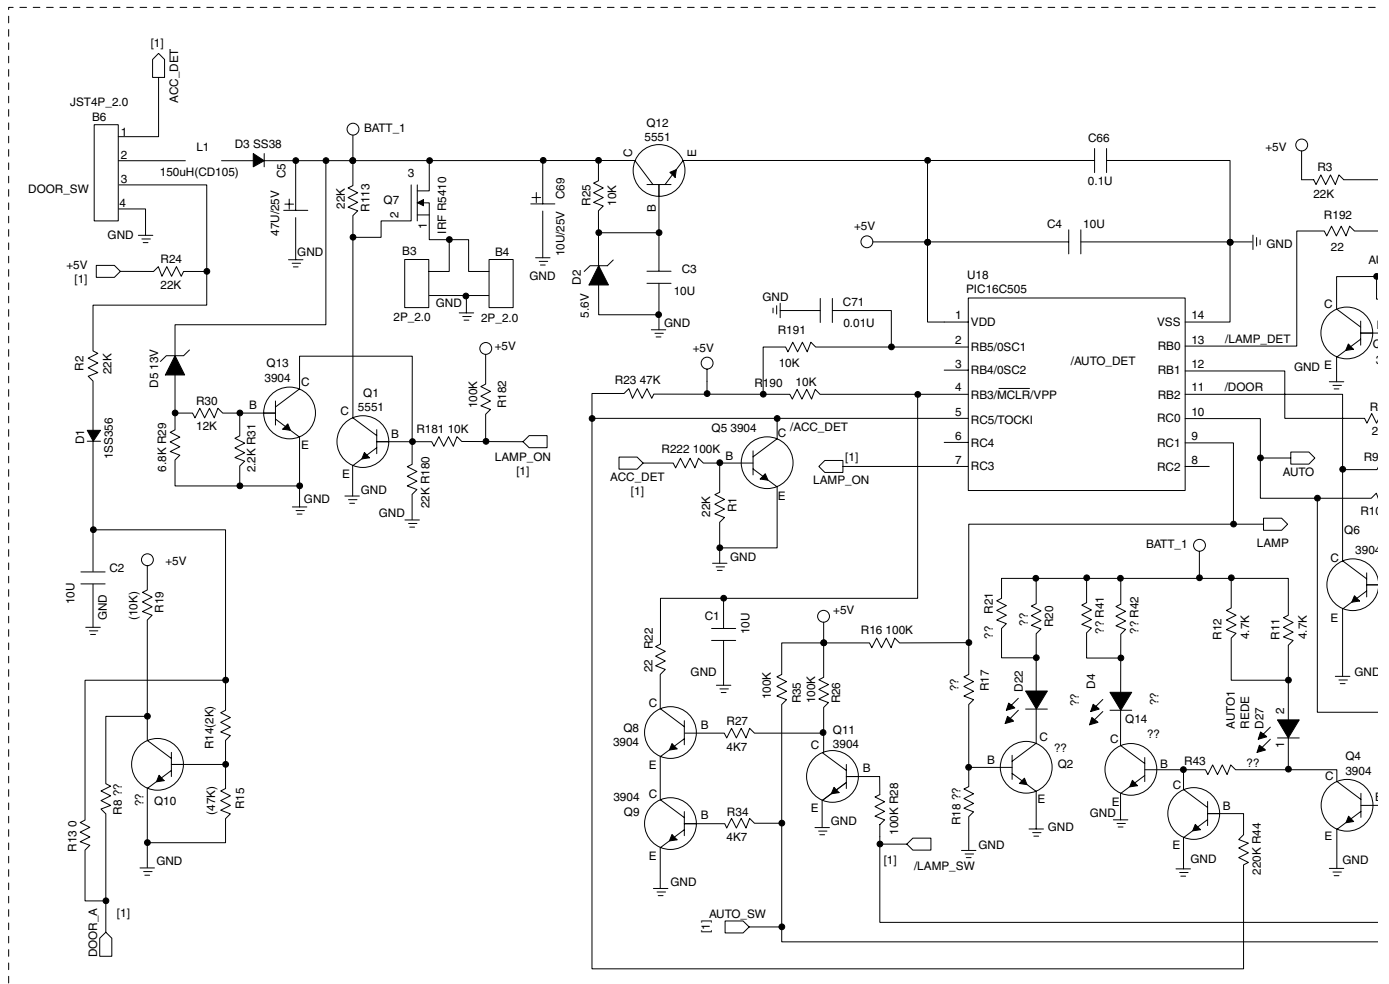 [1]
ACC_DET
JST4P_2.0
B6
1
2
3
4
DOOR_SW
GND
L1
150uH(CD105)
D3 SS38
C5
47U/25V
GND
BATT_1
22K
R113
Q7
3
2
1
IRF R5410
B3
2P_2.0
GND
B4
2P_2.0
+
C69
10U/25V
GND
R25
10K
Q12
5551
C
E
B
D2
5.6V
C3
10U
GND
C66
0.1U
+5V
C4
10U
GND
+5V
R3
22K
R192
22
+5V
[1]
R24
22K
R2
22K
D1
1SS356
D5 13V
R30
12K
6.8K R29
2.2K R31
Q13
3904
C
B
E
GND
Q1
5551
C
B
E
GND
R181 10K
22K R180
GND
100K
R182
+5V
LAMP_ON
[1]
GND
C71
0.01U
R191
10K
+5V
R23 47K
R190
10K
U18
PIC16C505
/AUTO_DET
1
VDD
2
RB5/0SC1
3
RB4/0SC2
4
RB3/MCLR/VPP
5
RC5/TOCKI
6
RC4
7
RC3
14
VSS
13
RB0
12
RB1
11
RB2
10
RC0
9
RC1
8
RC2
/LAMP_DET
/DOOR
C
GND
E
AUTO
LAMP
Q5 3904
/ACC_DET
C
B
E
R222 100K
ACC_DET
[1]
22K
R1
GND
[1]
LAMP_ON
C2
10U
GND
+5V
(10K)
R19
R14(2K)
(47K)
R15
R13 0
R8 ??
??
Q10
GND
DOOR_A
[1]
C1
10U
GND
22 R22
Q8
3904
C
B
E
R27
4K7
3904
Q9
C
B
E
R34
4K7
GND
+5V
100K
R35
100K
R26
R16 100K
Q11
3904
C
B
E
GND
100K R28
[1]
/LAMP_SW
AUTO_SW
[1]
??
R17
R18 ??
GND
BATT_1
??
R21
??
R20
D22
C
??
Q2
B
E
GND
?? R41
?? R42
D4
??
??
Q14
C
??
B
E
GND
R43
??
C
B
E
GND
220K R44
R12
4.7K
R11
4.7K
AUTO1
REDE
D27
2
1
Q4
3904
C
E
GND
Q6
C
E
GND